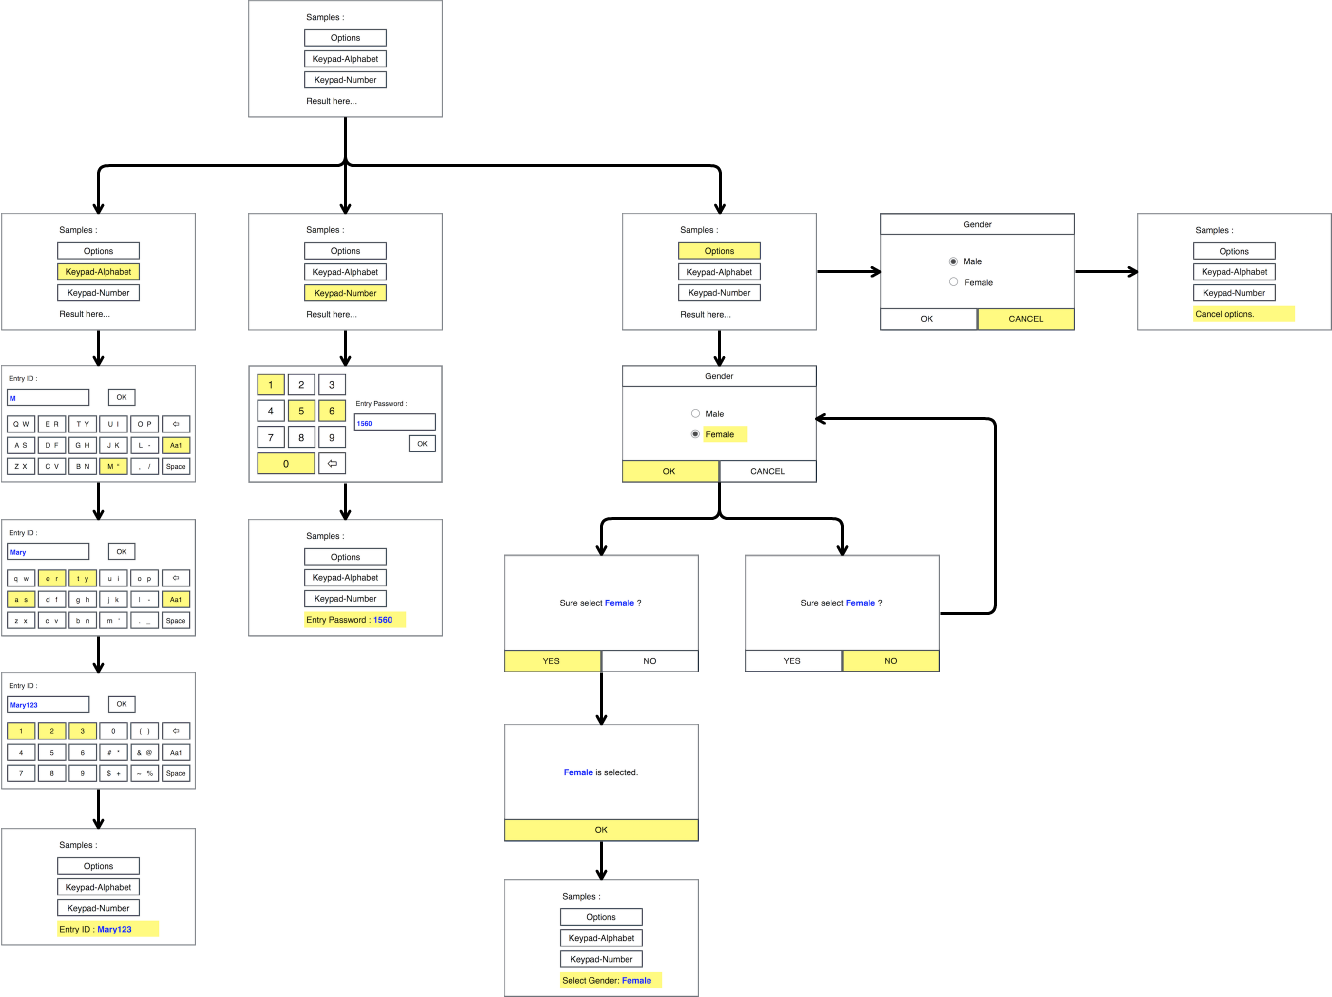 Samples :
Options
Keypad-Alphabet
Keypad-Number
Result here...
Samples :
Options
Keypad-Alphabet
Keypad-Number
Result here...
Samples :
Options
Keypad-Alphabet
Keypad-Number
Result here...
Samples :
Options
Keypad-Alphabet
Keypad-Number
Result here...
Gender
Male
Female
OK CANCEL
Samples :
Options
Keypad-Alphabet
Keypad-Number
Cancel options.
Entry ID :
M OK
Q W E R T Y U I O P ⇦
A S D F G H J K L - Aa1
Z X C V B N M " , / Space
1 2 3
4 5 6
7 8 9
0 ⇦
Entry Password :
1560
OK
Gender
Male
Female
OK CANCEL
Entry ID :
Mary OK
q w e r t y u i o p ⇦
a s d f g h j k l - Aa1
z x c v b n m ' . _ Space
Samples :
Options
Keypad-Alphabet
Keypad-Number
Entry Password : 1560
Sure select Female ?
YES NO
Sure select Female ?
YES NO
Entry ID :
Mary123 OK
1 2 3 0 ( ) ⇦
4 5 6 # * & @ Aa1
7 8 9 $ + ~ % Space
Female is selected.
OK
Samples :
Options
Keypad-Alphabet
Keypad-Number
Entry ID : Mary123
Samples :
Options
Keypad-Alphabet
Keypad-Number
Select Gender: Female